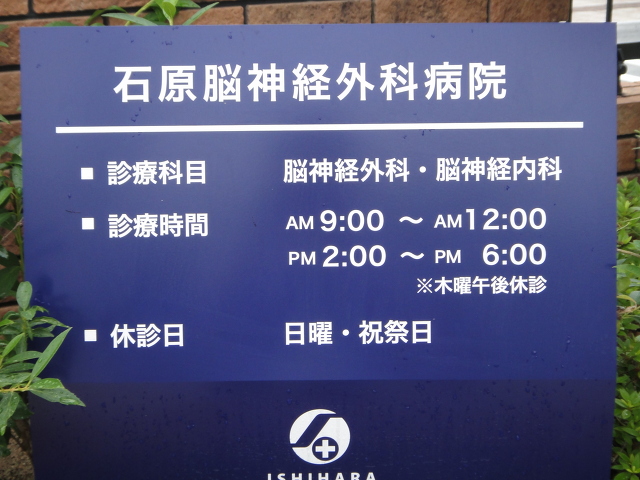 石原脳神経外科病院
■ 診療科目 脳神経外科・脳神経内科
■ 診療時間 AM 9:00 ～ AM 12:00
PM 2:00 ～ PM 6:00
※木曜午後休診
■ 休診日 日曜・祝祭日
ISHIHARA